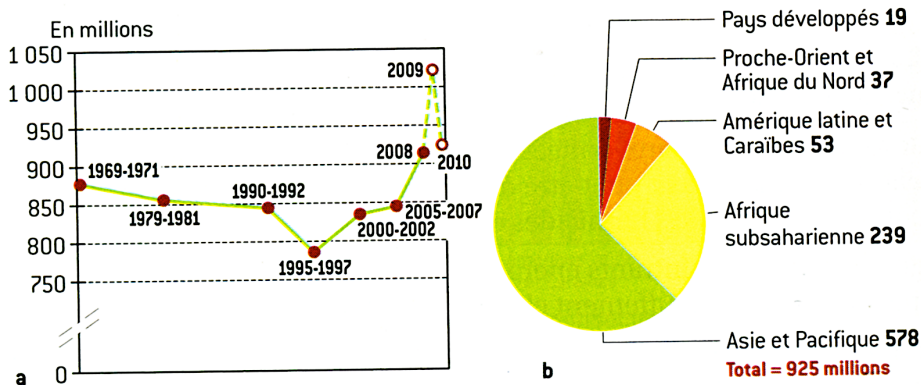 En millions
1 050
1 000
950
900
850
800
750
0
1969-1971
1979-1981
1990-1992
1995-1997
2000-2002
2005-2007
2008
2009
2010
a
Pays développés 19
Proche-Orient et
Afrique du Nord 37
Amérique latine et
Caraïbes 53
Afrique
subsaharienne 239
Asie et Pacifique 578
Total = 925 millions
b